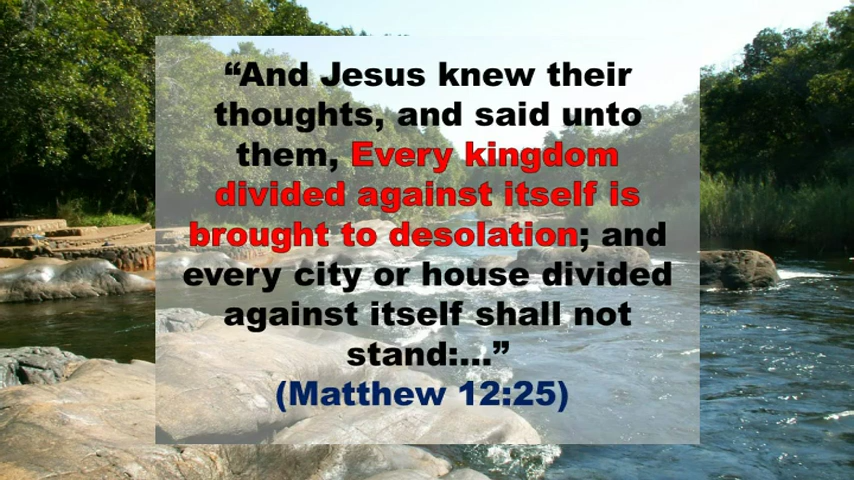 “And Jesus knew their
thoughts, and said unto
them, Every kingdom
divided against itself is
brought to desolation; and
every city or house divided
against itself shall not
stand:...”
(Matthew 12:25)